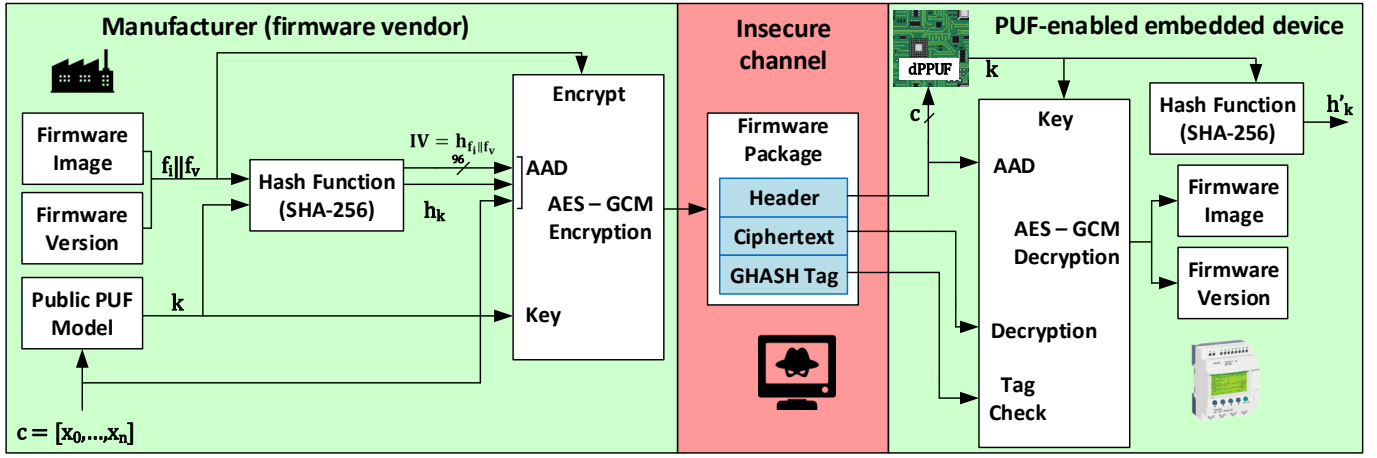 Manufacturer (firmware vendor)
Firmware
Image
Firmware
Version
Public PUF
Model
c = [x₀,...,xₙ]
fᵢ||fᵥ
k
Hash Function
(SHA-256)
IV = h_{fᵢ||fᵥ}
96
hₖ
Encrypt
AAD
AES – GCM
Encryption
Key
Insecure
channel
Firmware
Package
Header
Ciphertext
GHASH Tag
PUF-enabled embedded device
dPPUF
k
c
Key
AAD
AES – GCM
Decryption
Decryption
Tag
Check
Hash Function
(SHA-256)
h'ₖ
Firmware
Image
Firmware
Version